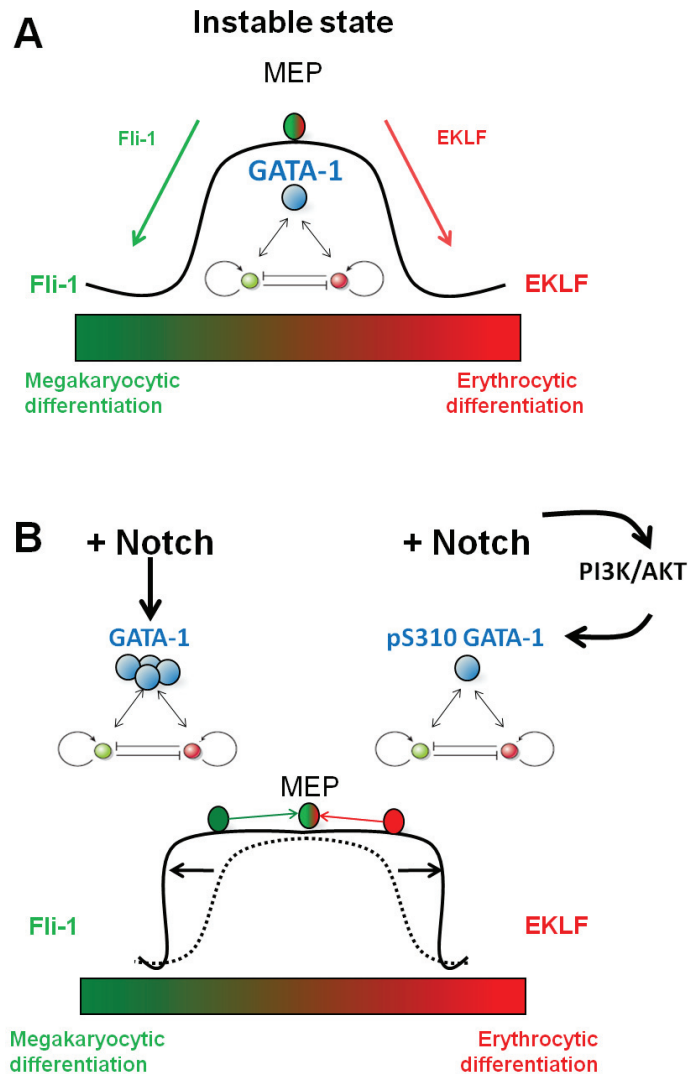 A
Instable state
MEP
Fli-1
EKLF
GATA-1
Fli-1
EKLF
Megakaryocytic
differentiation
Erythrocytic
differentiation
B
+ Notch
+ Notch
PI3K/AKT
GATA-1
pS310 GATA-1
MEP
Fli-1
EKLF
Megakaryocytic
differentiation
Erythrocytic
differentiation